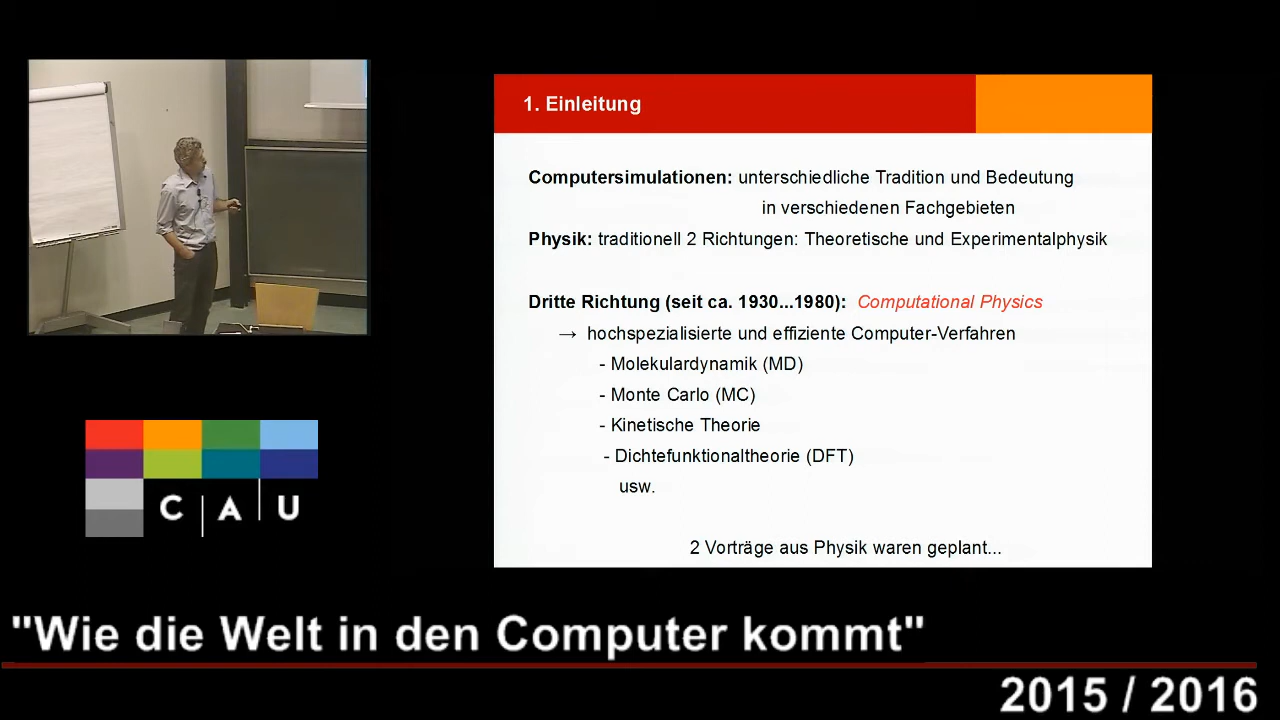 1. Einleitung
Computersimulationen: unterschiedliche Tradition und Bedeutung
in verschiedenen Fachgebieten
Physik: traditionell 2 Richtungen: Theoretische und Experimentalphysik
Dritte Richtung (seit ca. 1930...1980): Computational Physics
→ hochspezialisierte und effiziente Computer-Verfahren
- Molekulardynamik (MD)
- Monte Carlo (MC)
- Kinetische Theorie
- Dichtefunktionaltheorie (DFT)
usw.
2 Vorträge aus Physik waren geplant...
C | A | U
"Wie die Welt in den Computer kommt"
2015 / 2016